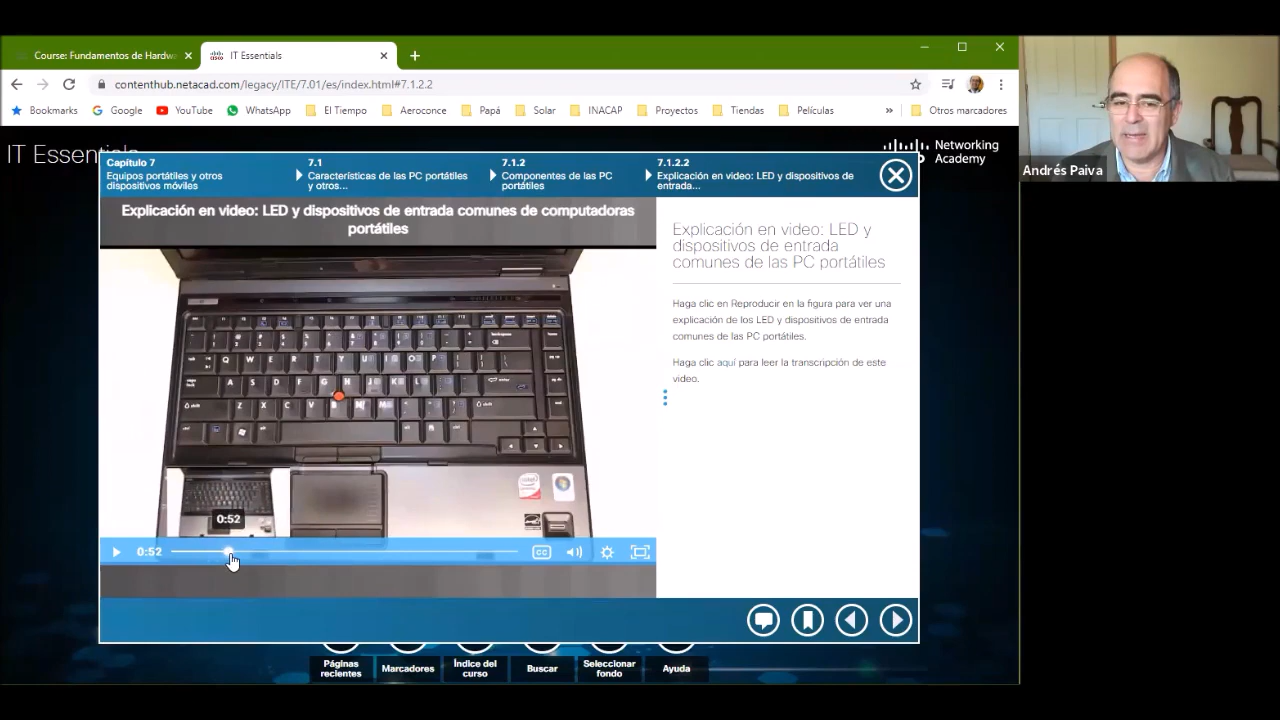 Course: Fundamentos de Hardw
IT Essentials
contenthub.netacad.com/legacy/ITE/7.01/es/index.html#7.1.2.2
Bookmarks
Google
YouTube
WhatsApp
El Tiempo
Aeroconce
Papá
Solar
INACAP
Proyectos
Tiendas
Películas
»
Otros marcadores
IT Essentials
Networking
Academy
Andrés Paiva
Capítulo 7
Equipos portátiles y otros
dispositivos móviles
7.1
Características de las PC portátiles
y otros...
7.1.2
Componentes de las PC
portátiles
7.1.2.2
Explicación en video: LED y dispositivos de
entrada...
Explicación en video: LED y dispositivos de entrada comunes de computadoras
portátiles
Explicación en video: LED y
dispositivos de entrada
comunes de las PC portátiles
Haga clic en Reproducir en la figura para ver una
explicación de los LED y dispositivos de entrada
comunes de las PC portátiles.
Haga clic aquí para leer la transcripción de este
video.
Q W E R T Y U I O P
A S D F G H J K L
Z X C V B N M
0:52
0:52
CC
Páginas
recientes
Marcadores
Índice del
curso
Buscar
Seleccionar
fondo
Ayuda